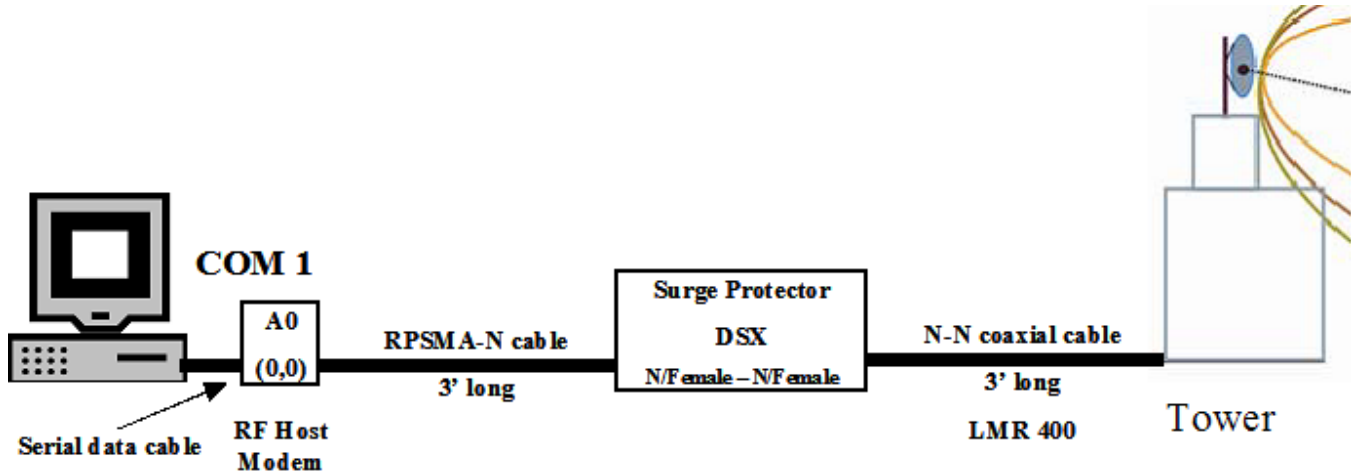 COM 1
A0
(0,0)
RF Host
Modem
Serial data cable
RPSMA-N cable
3’ long
Surge Protector
DSX
N/Female – N/Female
N-N coaxial cable
3’ long
LMR 400
Tower